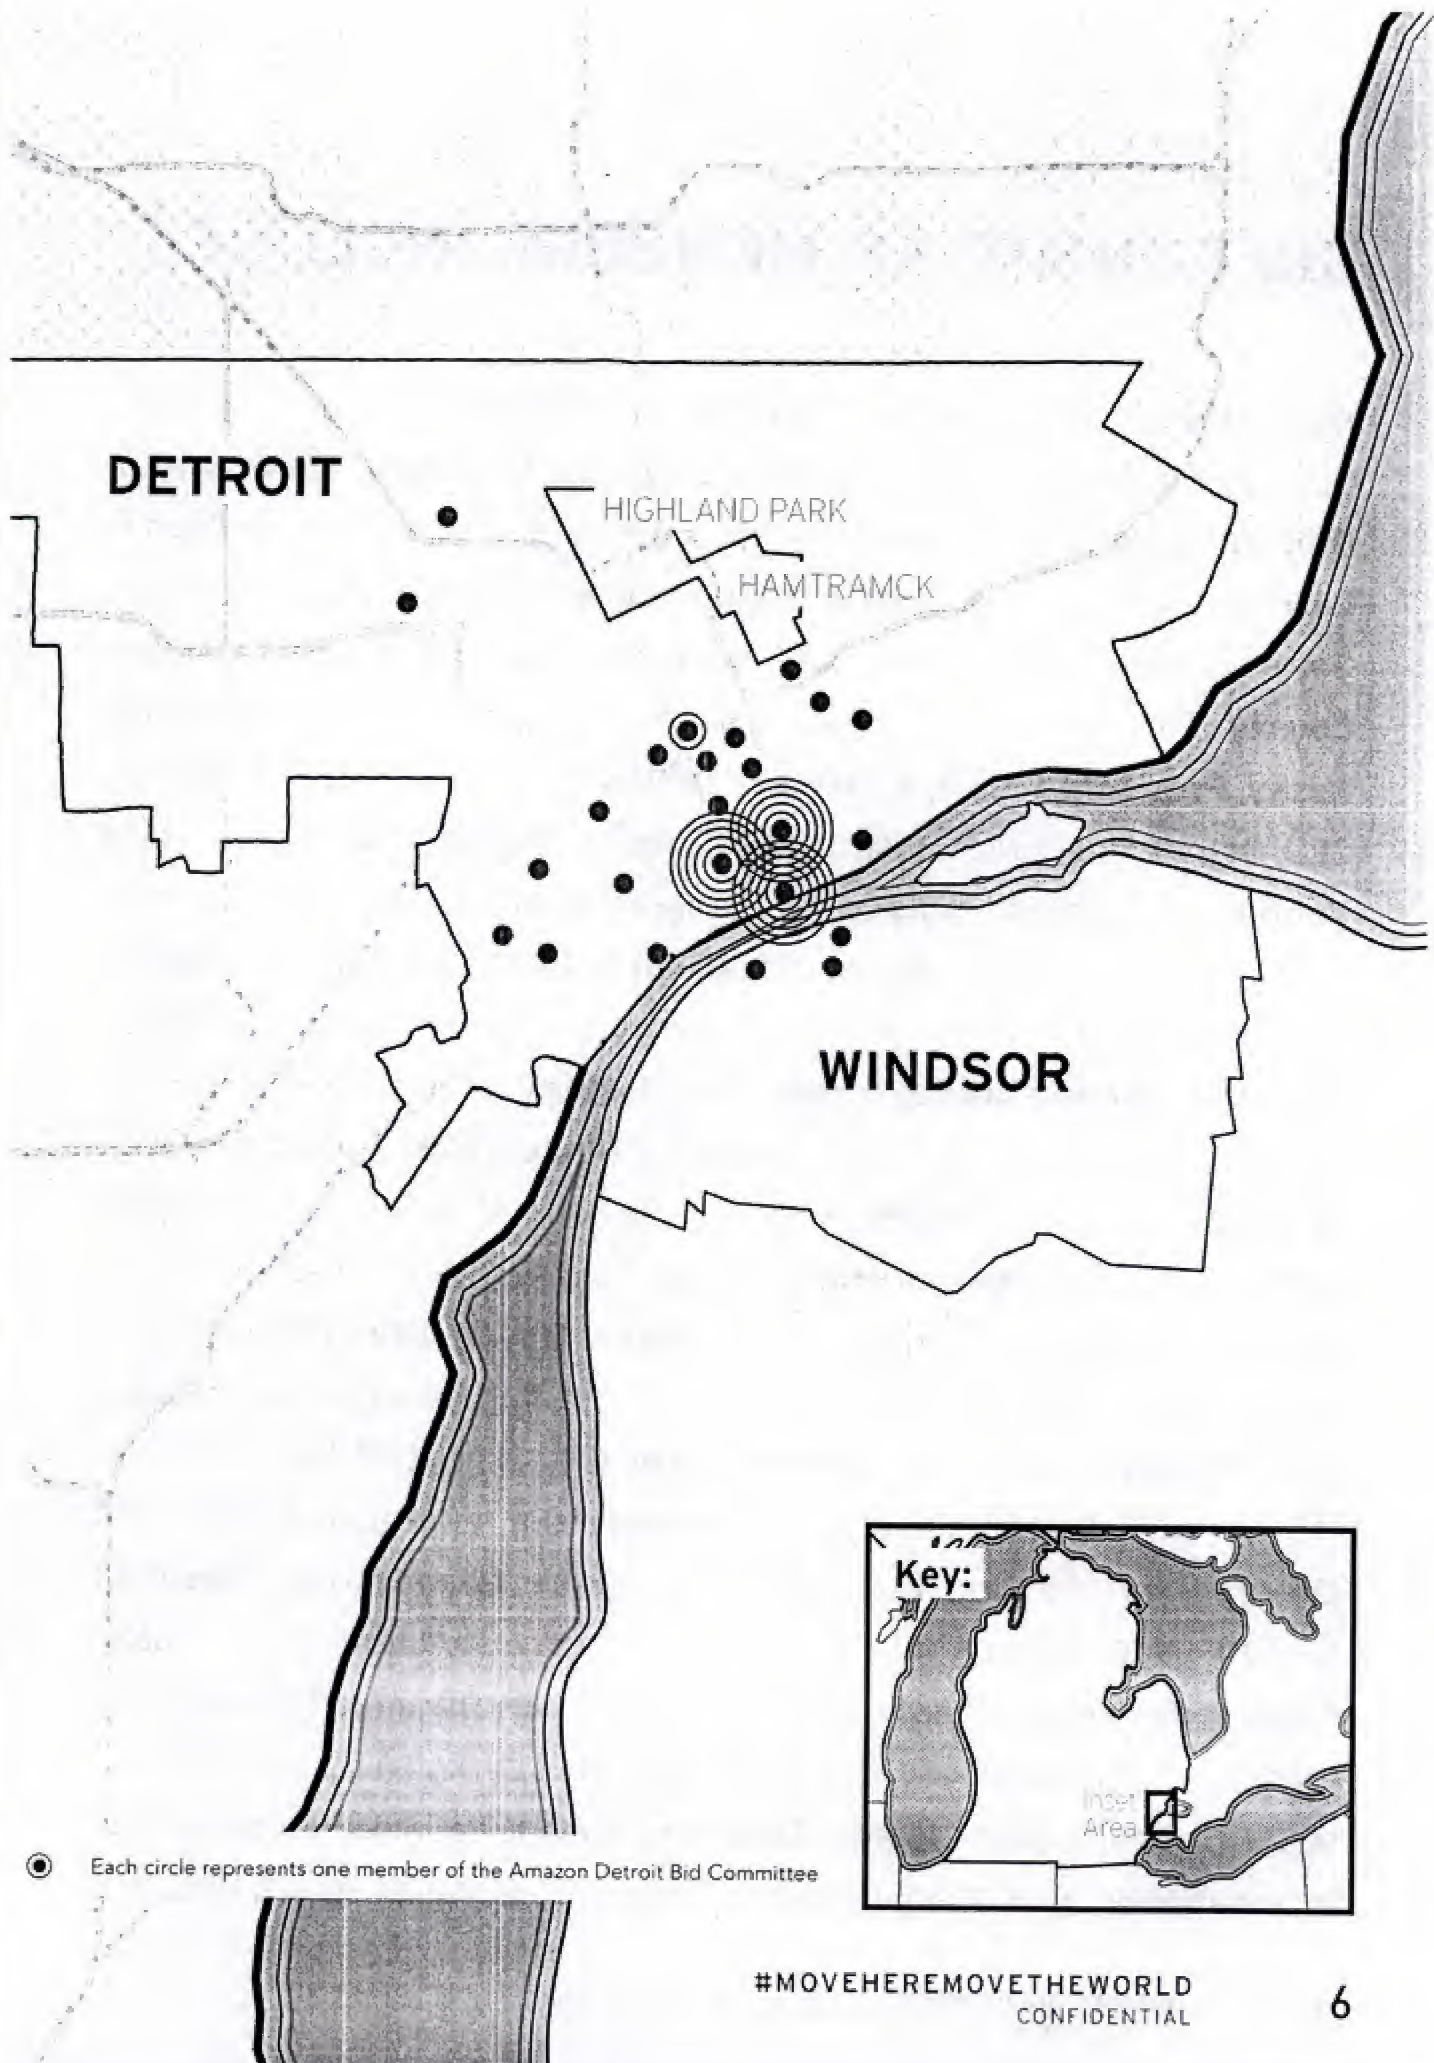 DETROIT
HIGHLAND PARK
HAMTRAMCK
WINDSOR
Key:
Inset
Area
Each circle represents one member of the Amazon Detroit Bid Committee
#MOVEHEREMOVETHEWORLD
CONFIDENTIAL
6